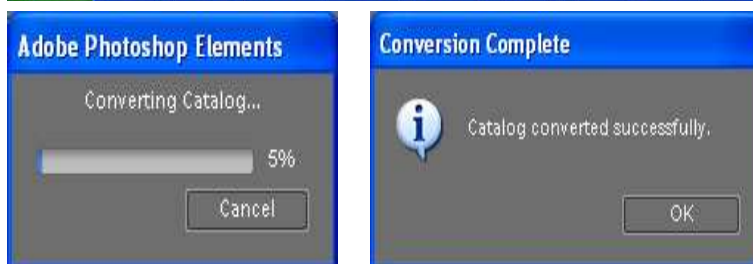 Adobe Photoshop Elements
Converting Catalog...
5%
Cancel
Conversion Complete
Catalog converted successfully.
OK